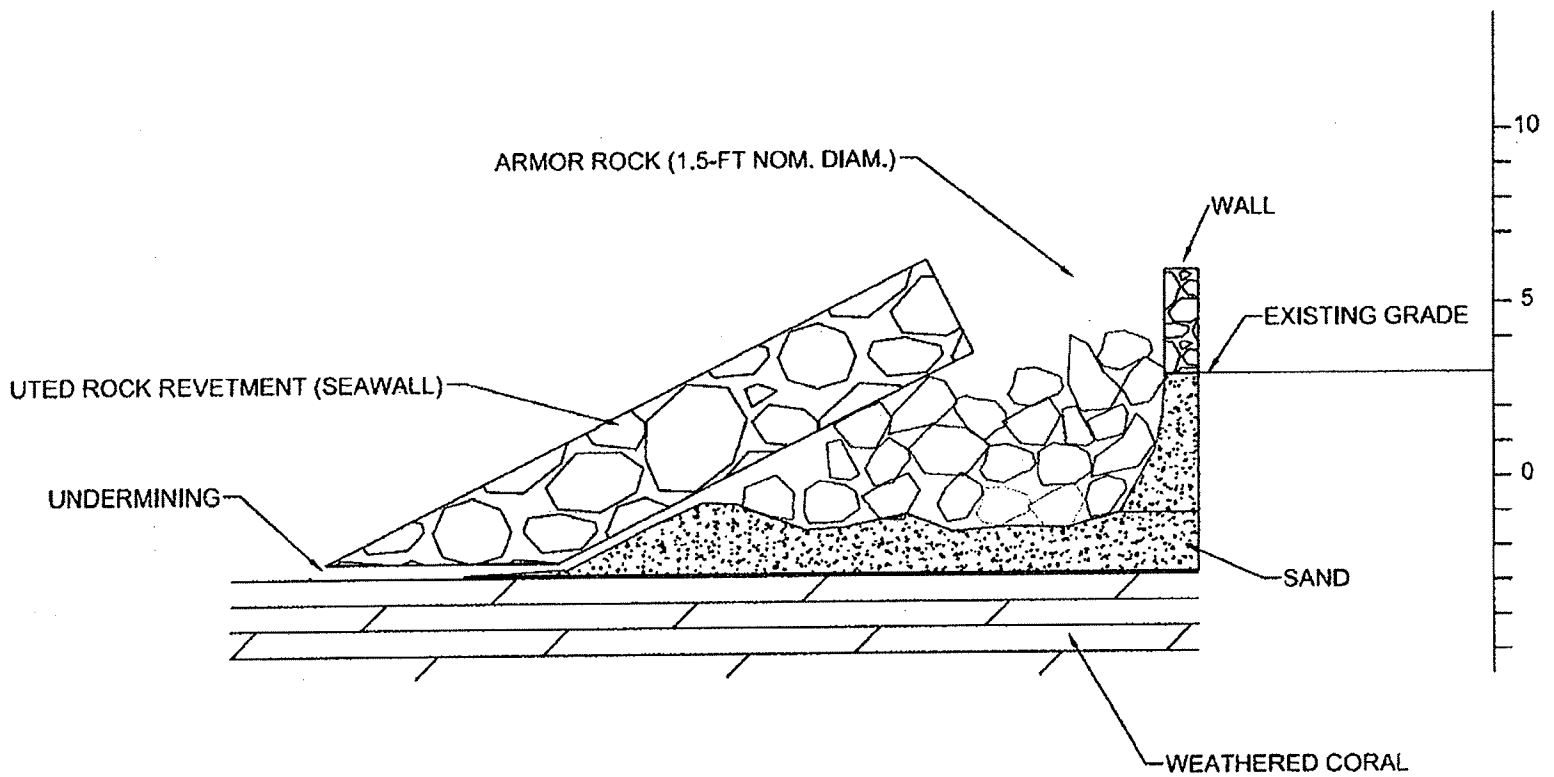 10
ARMOR ROCK (1.5-FT NOM. DIAM.)
WALL
5
EXISTING GRADE
UTED ROCK REVETMENT (SEAWALL)
0
UNDERMINING
SAND
WEATHERED CORAL